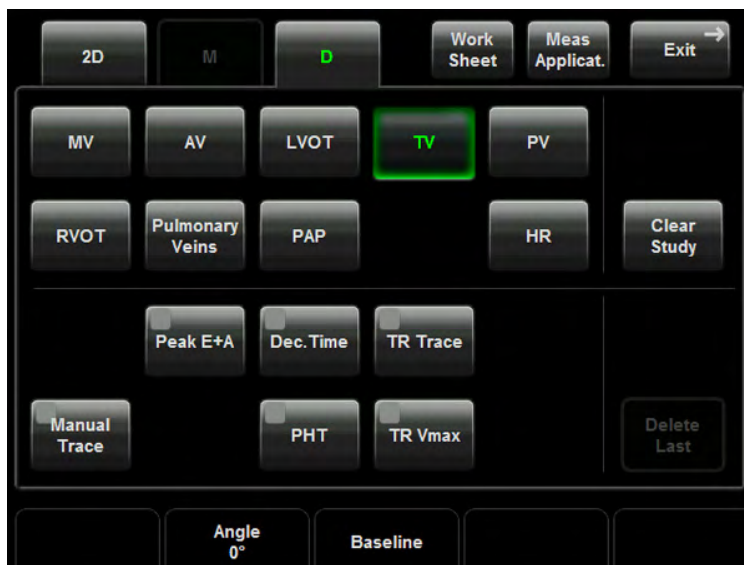 2D
M
D
Work
Sheet
Meas
Applicat.
Exit
MV
AV
LVOT
TV
PV
RVOT
Pulmonary
Veins
PAP
HR
Clear
Study
Peak E+A
Dec.Time
TR Trace
Manual
Trace
PHT
TR Vmax
Delete
Last
Angle
0°
Baseline